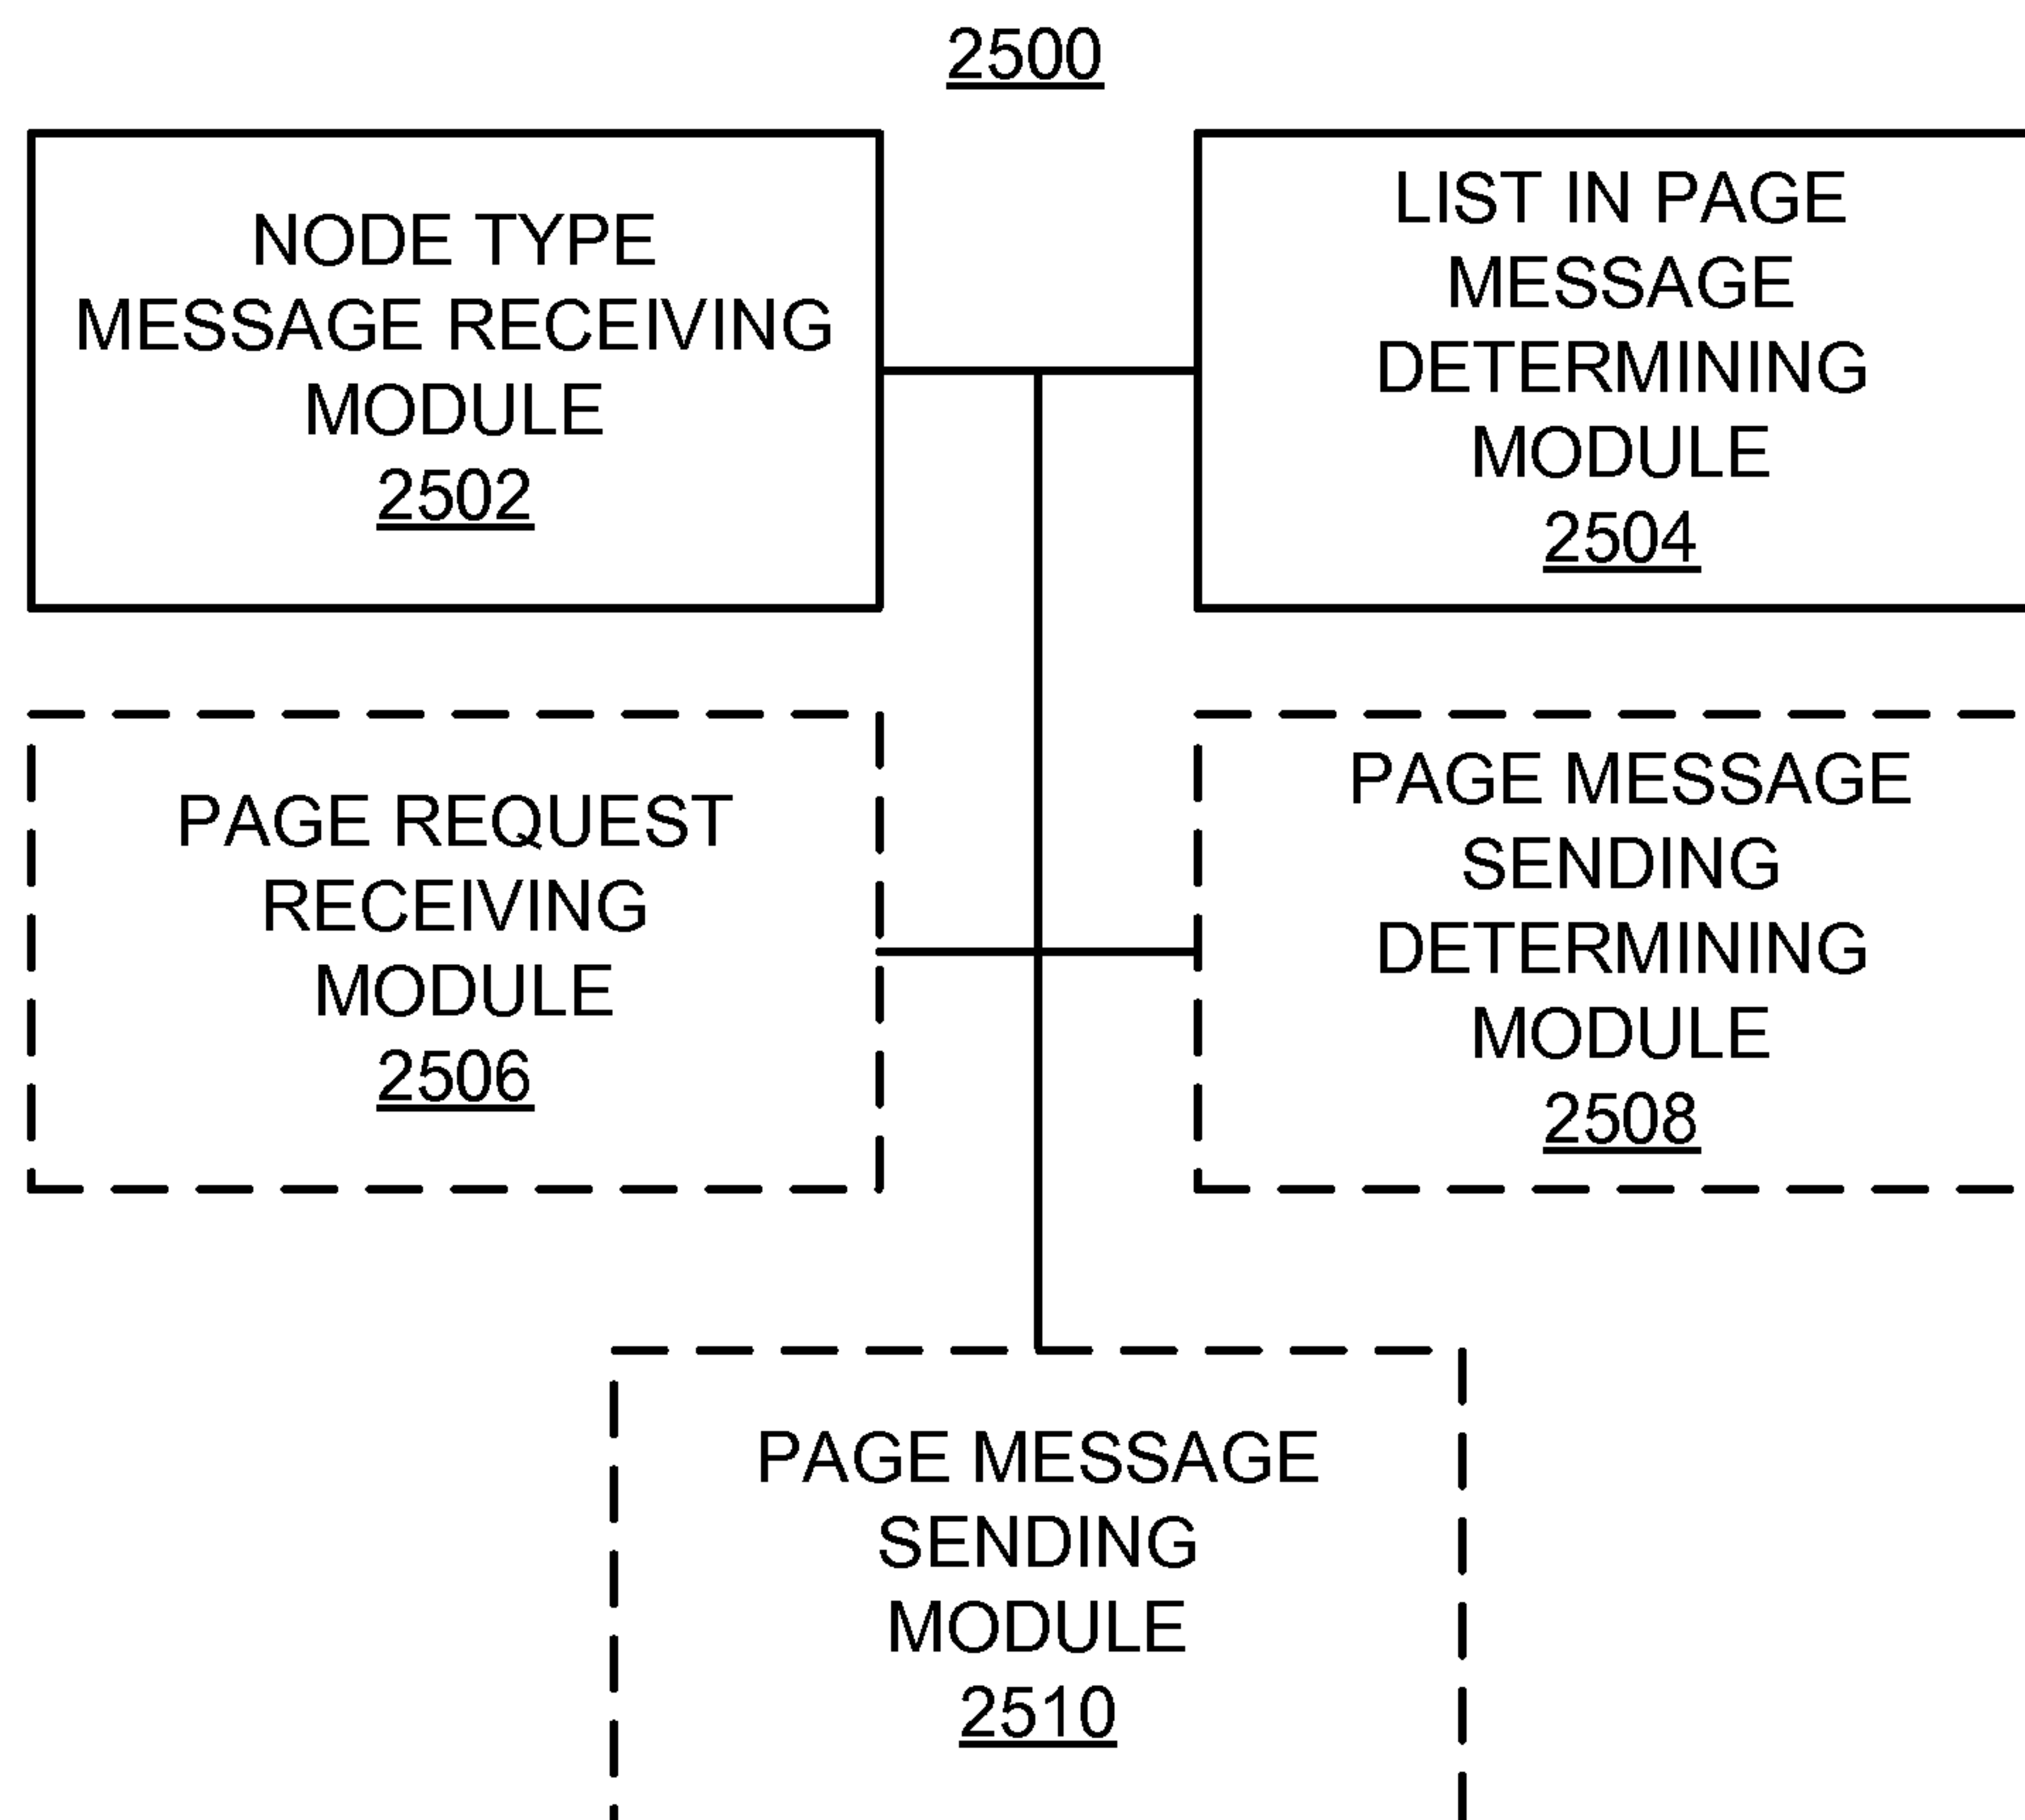 2500
NODE TYPE
MESSAGE RECEIVING
MODULE
2502
LIST IN PAGE
MESSAGE
DETERMINING
MODULE
2504
PAGE REQUEST
RECEIVING
MODULE
2506
PAGE MESSAGE
SENDING
DETERMINING
MODULE
2508
PAGE MESSAGE
SENDING
MODULE
2510